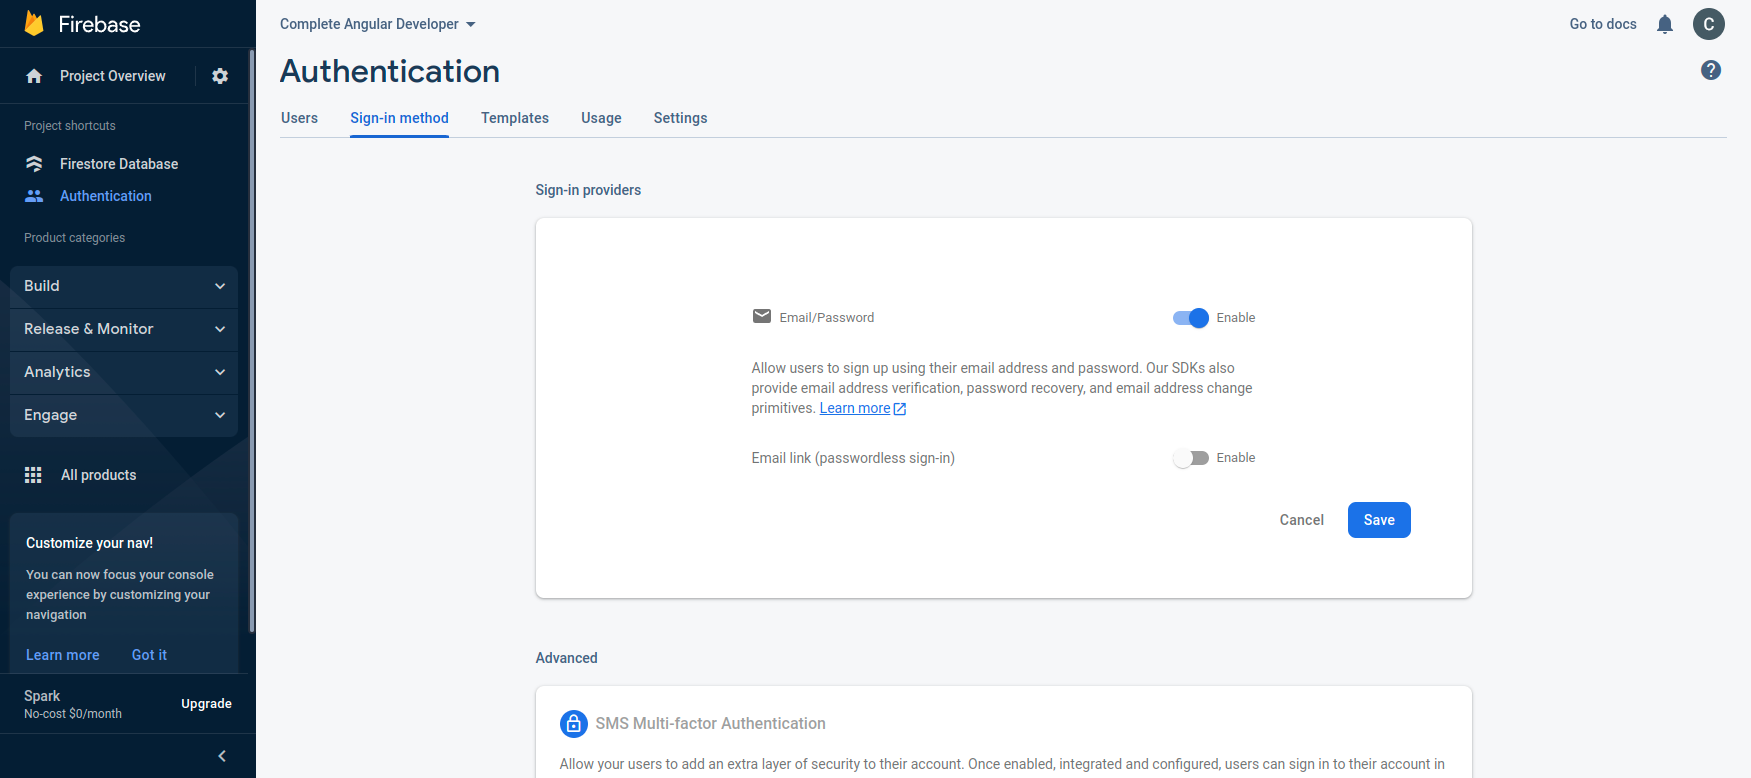 Firebase
Project Overview
Project shortcuts
Firestore Database
Authentication
Product categories
Build
Release & Monitor
Analytics
Engage
All products
Customize your nav!
You can now focus your console
experience by customizing your
navigation
Learn more Got it
Spark
No-cost $0/month
Upgrade
Complete Angular Developer
Go to docs
C
Authentication
?
Users Sign-in method Templates Usage Settings
Sign-in providers
Email/Password Enable
Allow users to sign up using their email address and password. Our SDKs also
provide email address verification, password recovery, and email address change
primitives. Learn more
Email link (passwordless sign-in) Enable
Cancel Save
Advanced
SMS Multi-factor Authentication
Allow your users to add an extra layer of security to their account. Once enabled, integrated and configured, users can sign in to their account in